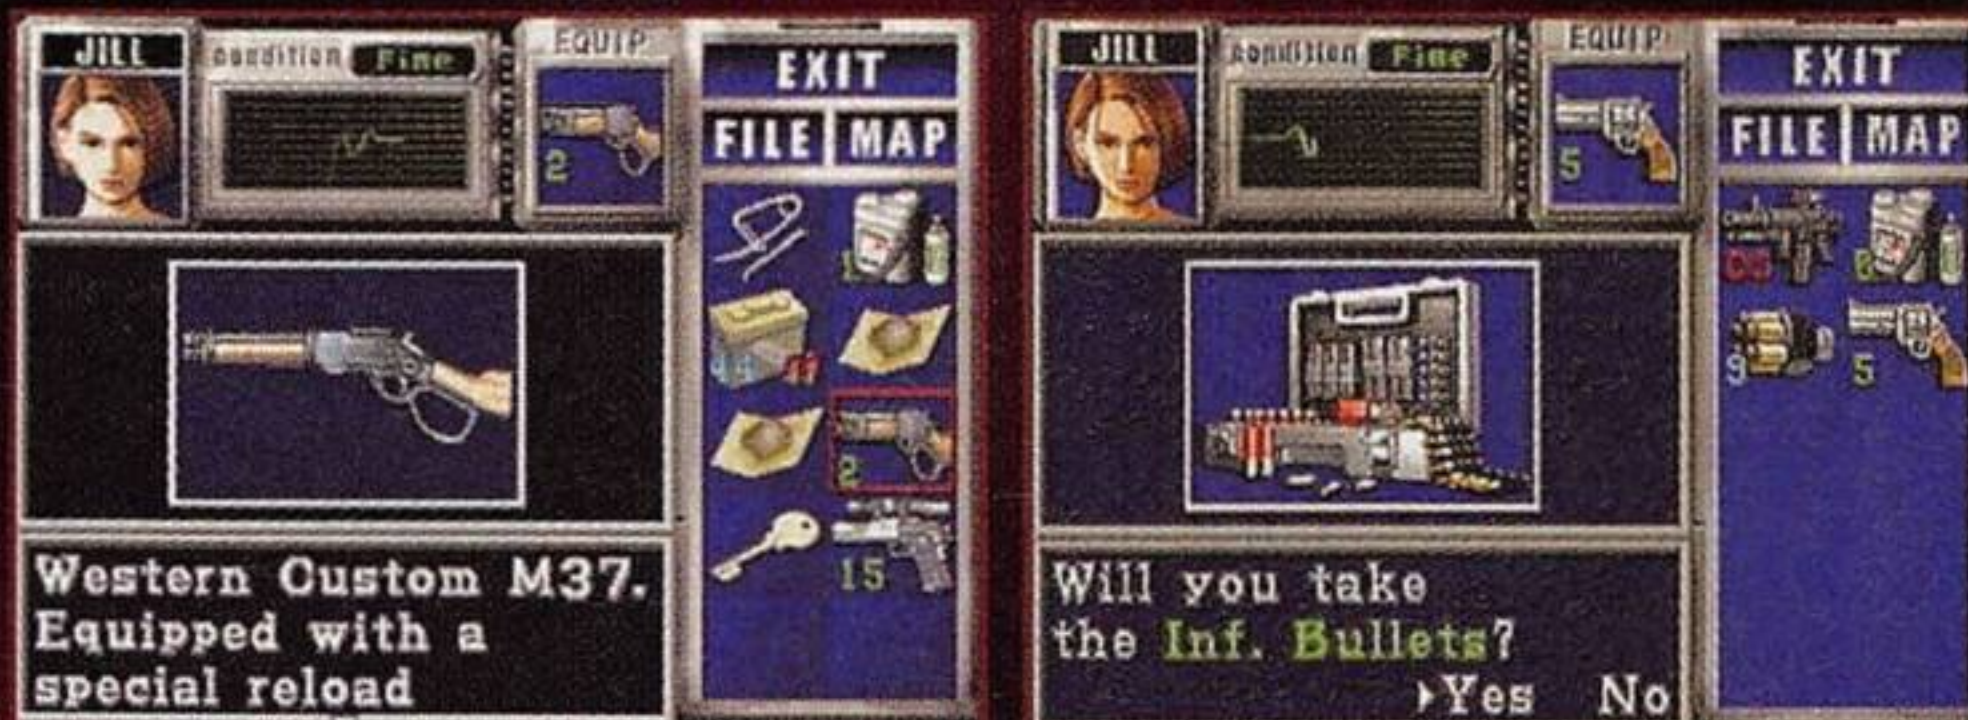 JILL
condition Fine
EQUIP
2
EXIT
FILE MAP
2
15
Western Custom M37.
Equipped with a
special reload
JILL
condition Fine
EQUIP
5
EXIT
FILE MAP
9
5
Will you take
the Inf. Bullets?
Yes No